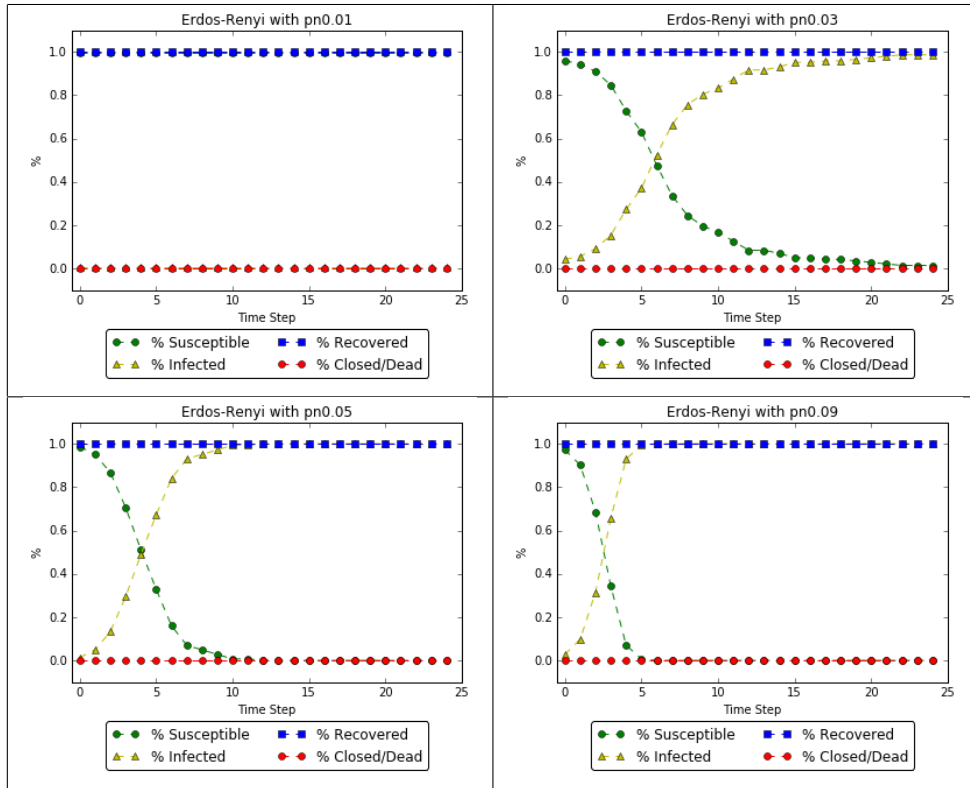 Erdos-Renyi with pn0.01
1.0
0.8
0.6
0.4
0.2
0.0
%
0 5 10 15 20 25
Time Step
% Susceptible % Recovered
% Infected % Closed/Dead
Erdos-Renyi with pn0.03
1.0
0.8
0.6
0.4
0.2
0.0
%
0 5 10 15 20 25
Time Step
% Susceptible % Recovered
% Infected % Closed/Dead
Erdos-Renyi with pn0.05
1.0
0.8
0.6
0.4
0.2
0.0
%
0 5 10 15 20 25
Time Step
% Susceptible % Recovered
% Infected % Closed/Dead
Erdos-Renyi with pn0.09
1.0
0.8
0.6
0.4
0.2
0.0
%
0 5 10 15 20 25
Time Step
% Susceptible % Recovered
% Infected % Closed/Dead